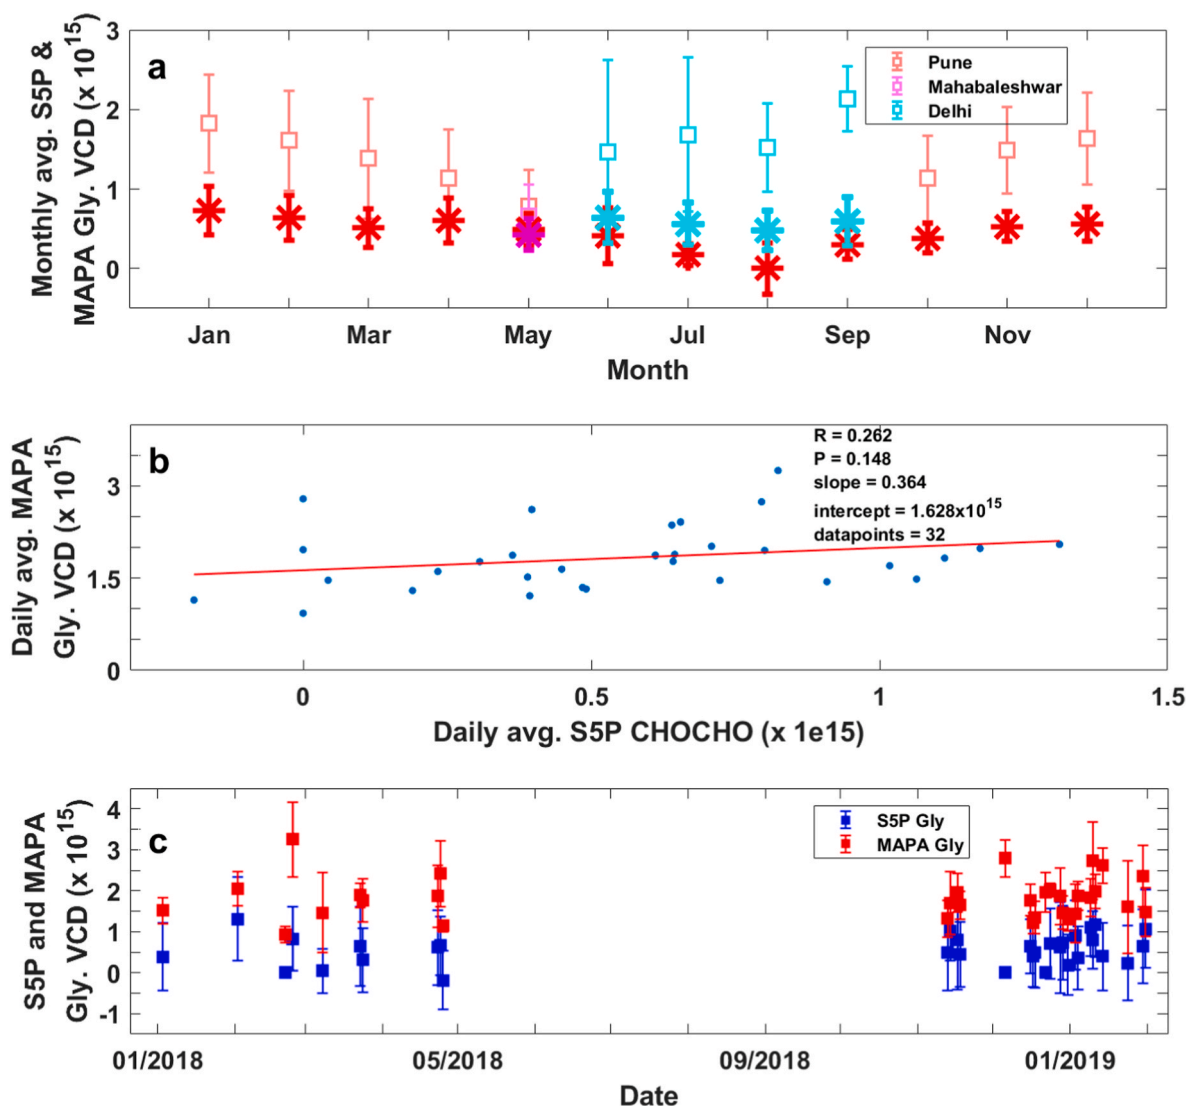 a
Monthly avg. S5P &
MAPA Gly. VCD (x 10^15)
3
2
1
0
Pune
Mahabaleshwar
Delhi
Jan Mar May Jul Sep Nov
Month
b
Daily avg. MAPA
Gly. VCD (x 10^15)
3
1.5
0
R = 0.262
P = 0.148
slope = 0.364
intercept = 1.628x10^15
datapoints = 32
0 0.5 1 1.5
Daily avg. S5P CHOCHO (x 1e15)
c
S5P and MAPA
Gly. VCD (x 10^15)
4
3
2
1
0
-1
S5P Gly
MAPA Gly
01/2018 05/2018 09/2018 01/2019
Date